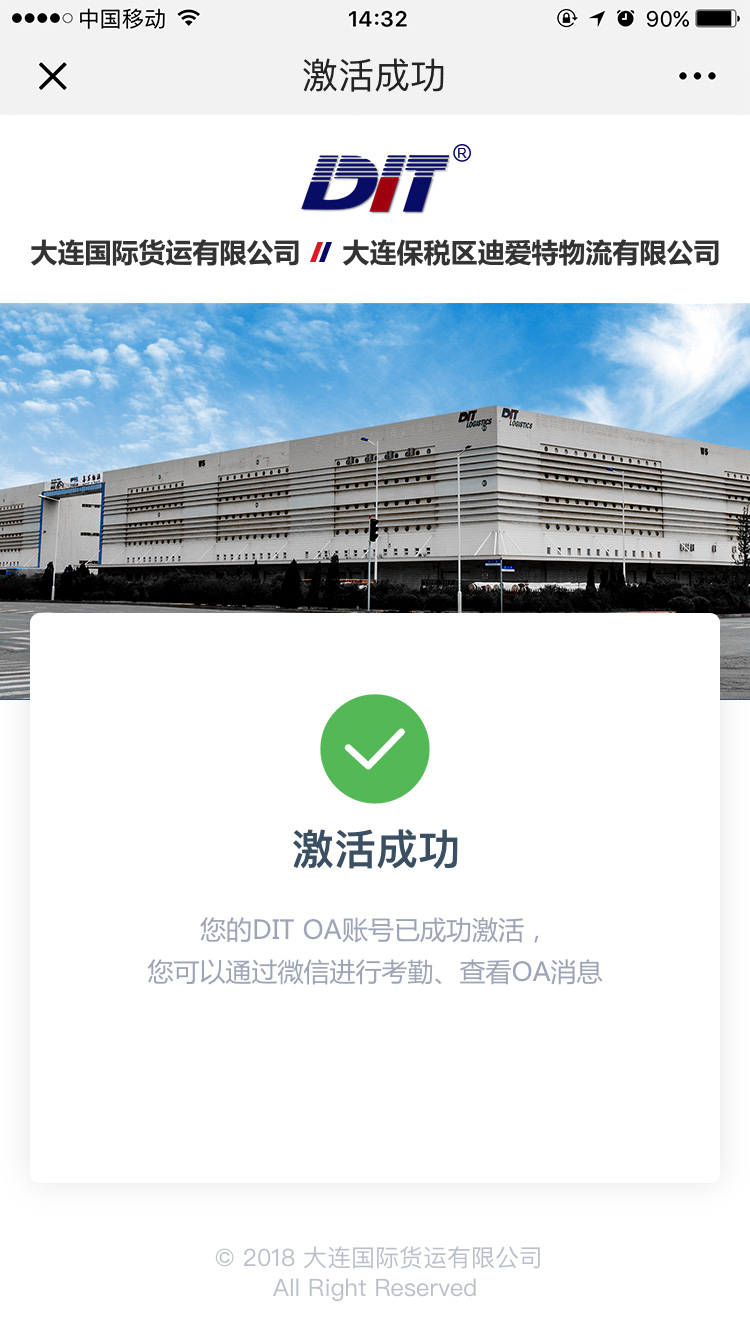 中国移动
14:32
90%
激活成功
DIT®
大连国际货运有限公司 // 大连保税区迪爱特物流有限公司
DIT LOGISTICS
DIT LOGISTICS
激活成功
您的DIT OA账号已成功激活，
您可以通过微信进行考勤、查看OA消息
© 2018 大连国际货运有限公司
All Right Reserved